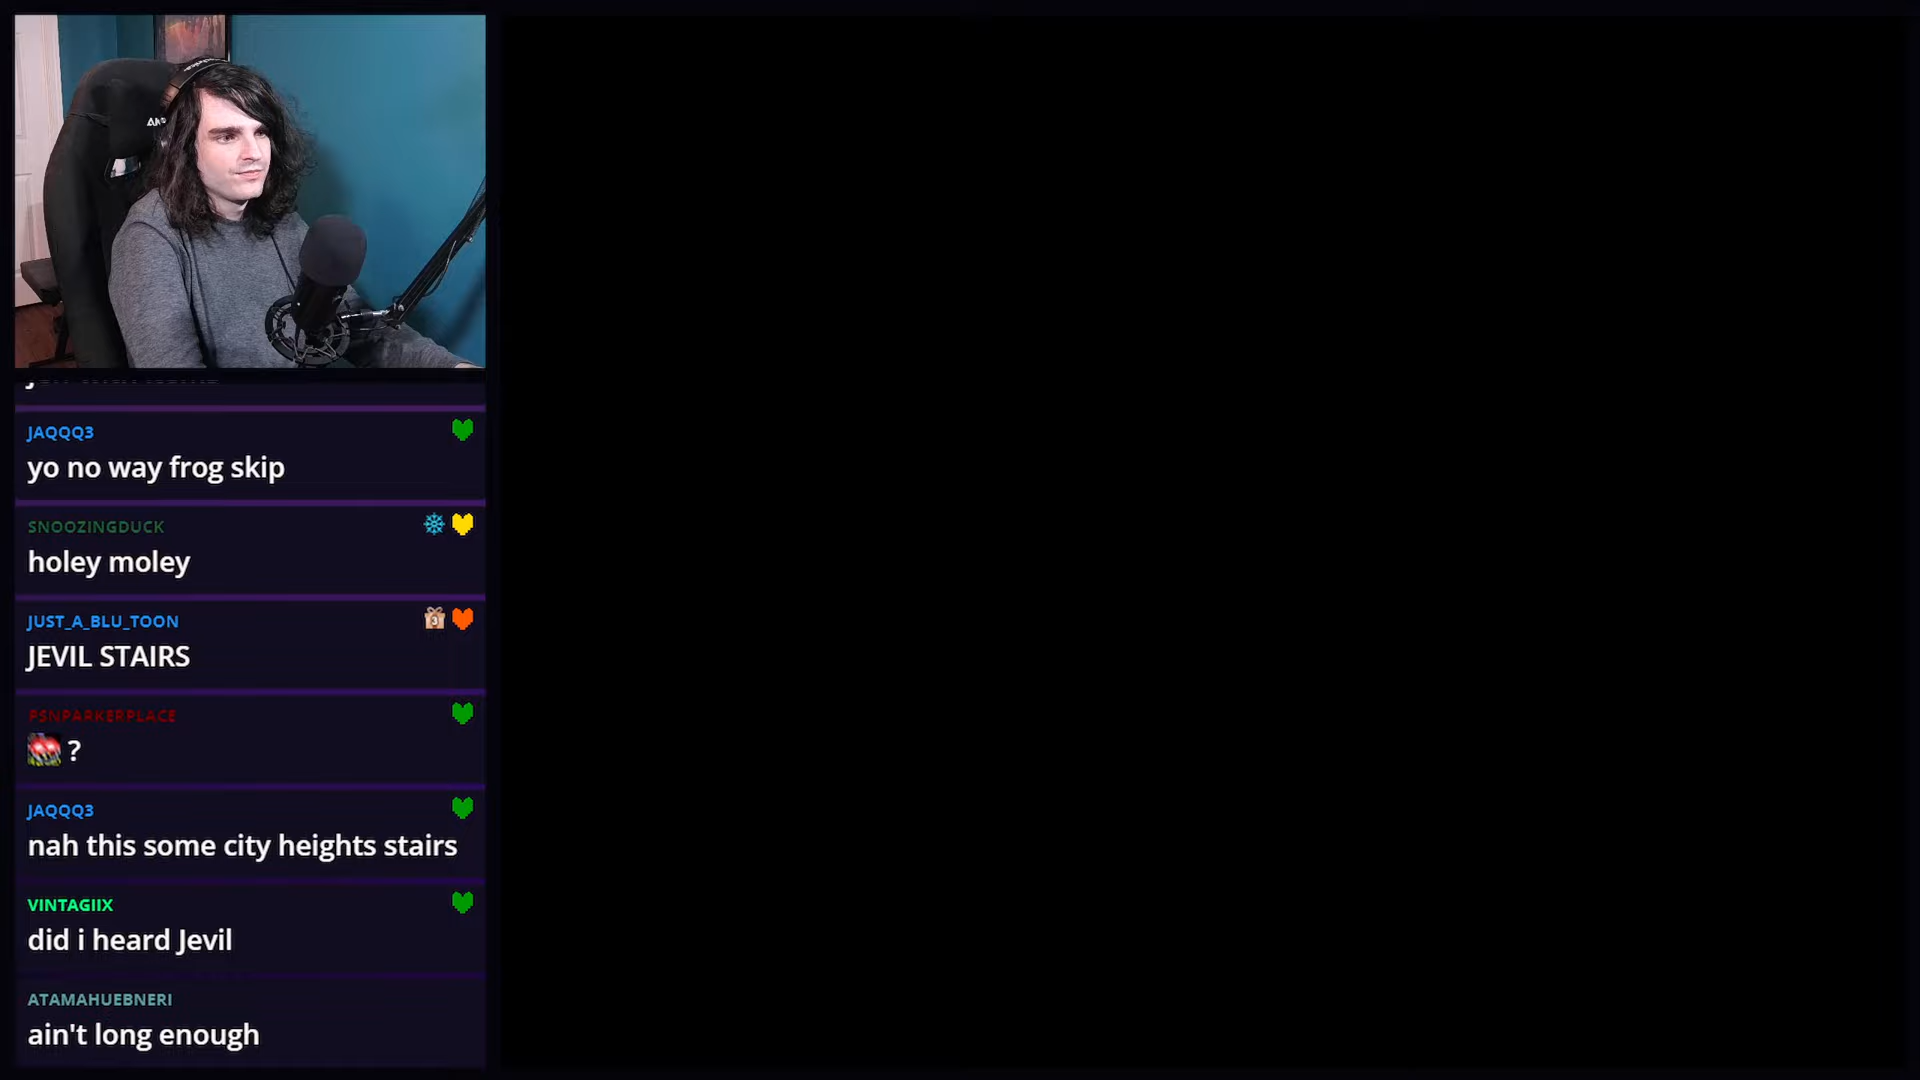 JAQQQ3
yo no way frog skip
SNOOZINGDUCK
holey moley
JUST_A_BLU_TOON
3
JEVIL STAIRS
PSNPARKERPLACE
?
JAQQQ3
nah this some city heights stairs
VINTAGIIX
did i heard Jevil
ATAMAHUEBNERI
ain't long enough